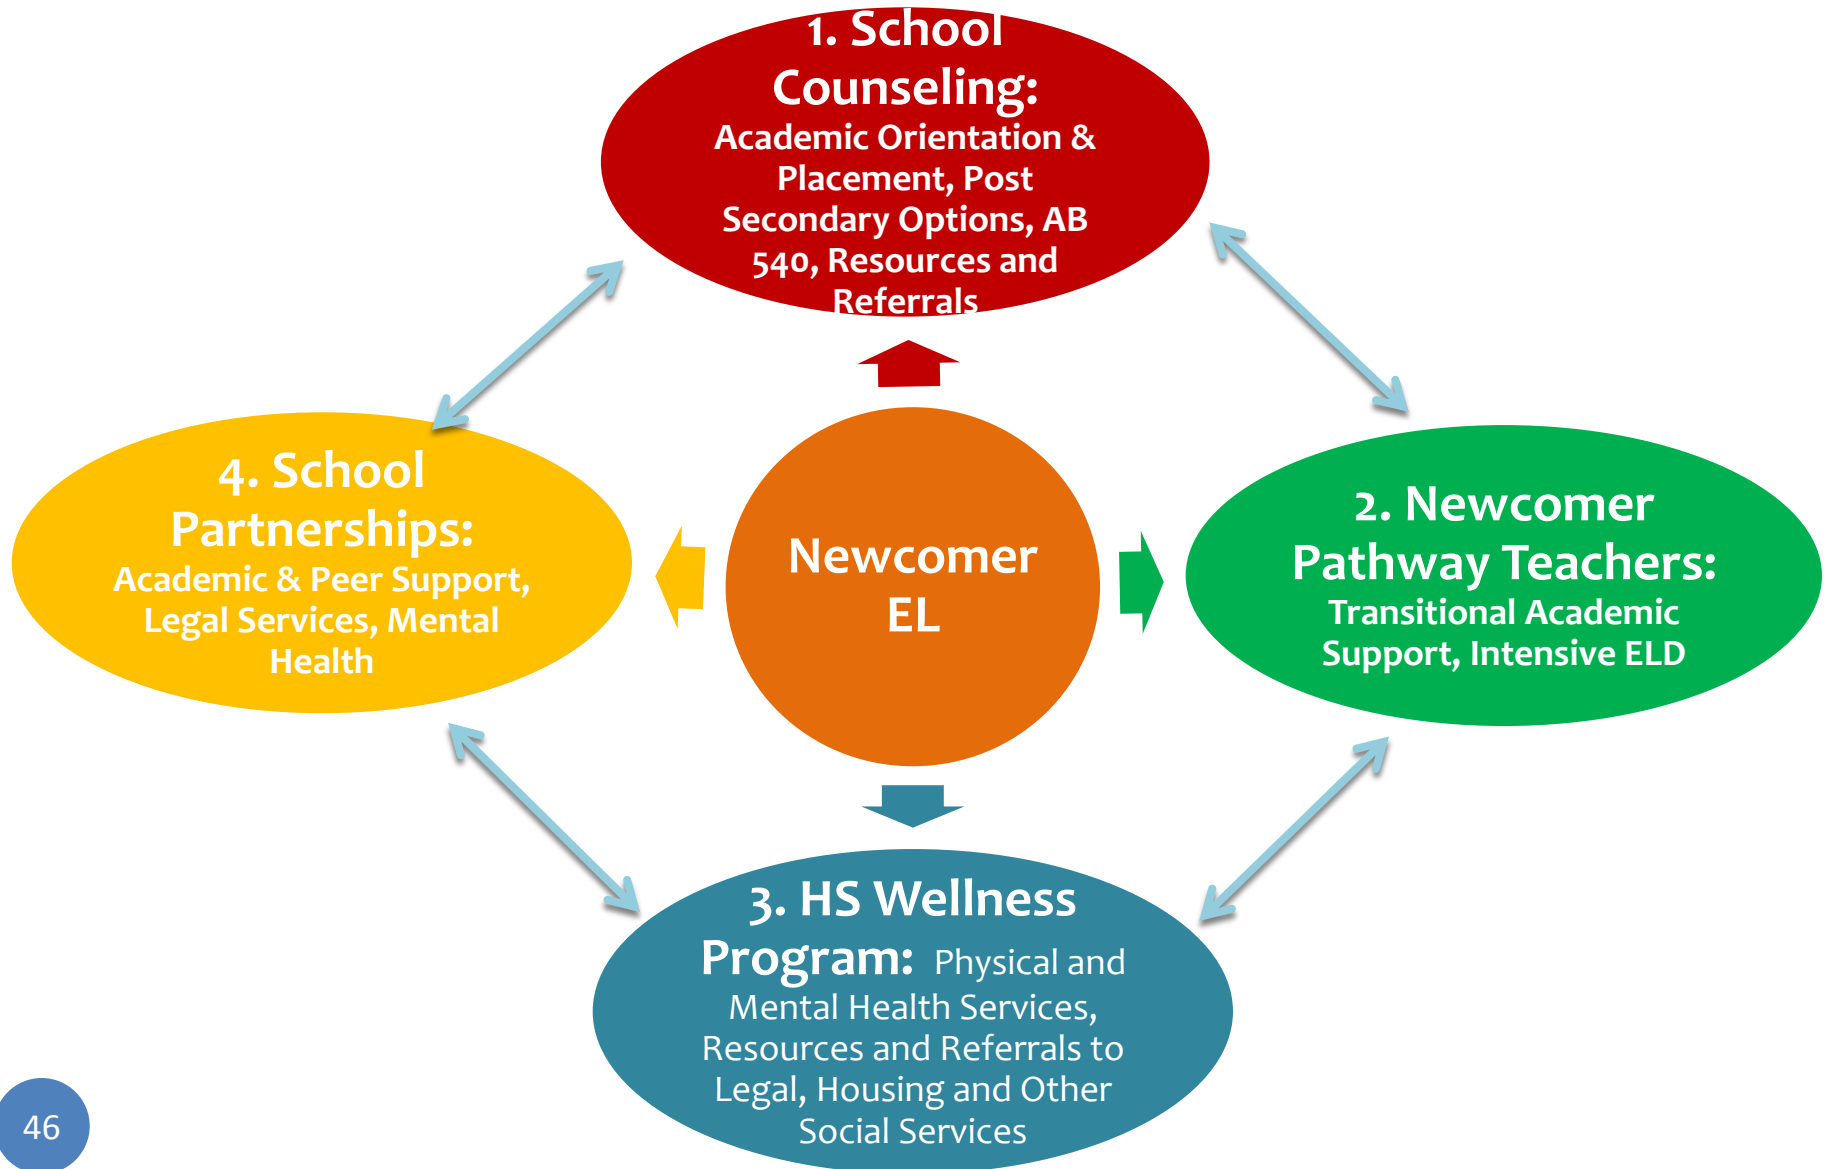 1. School
Counseling:
Academic Orientation &
Placement, Post
Secondary Options, AB
540, Resources and
Referrals
4. School
Partnerships:
Academic & Peer Support,
Legal Services, Mental
Health
Newcomer
EL
2. Newcomer
Pathway Teachers:
Transitional Academic
Support, Intensive ELD
3. HS Wellness
Program: Physical and
Mental Health Services,
Resources and Referrals to
Legal, Housing and Other
Social Services
46